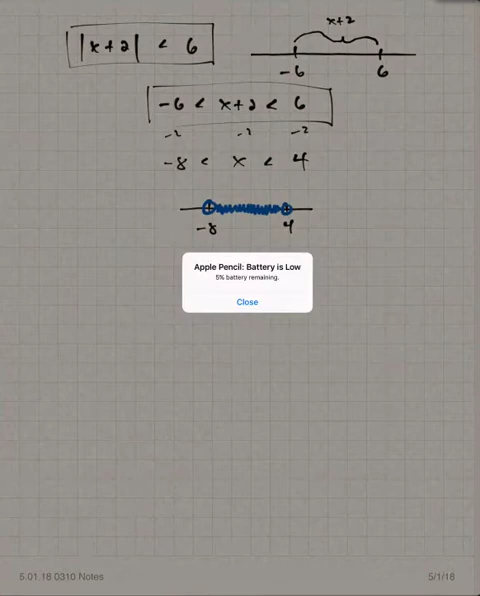 |x+2| < 6
x+2
-6 6
-6 < x+2 < 6
-2 -2 -2
-8 < x < 4
-8 4
Apple Pencil: Battery is Low
5% battery remaining.
Close
5.01.18 0310 Notes 5/1/18